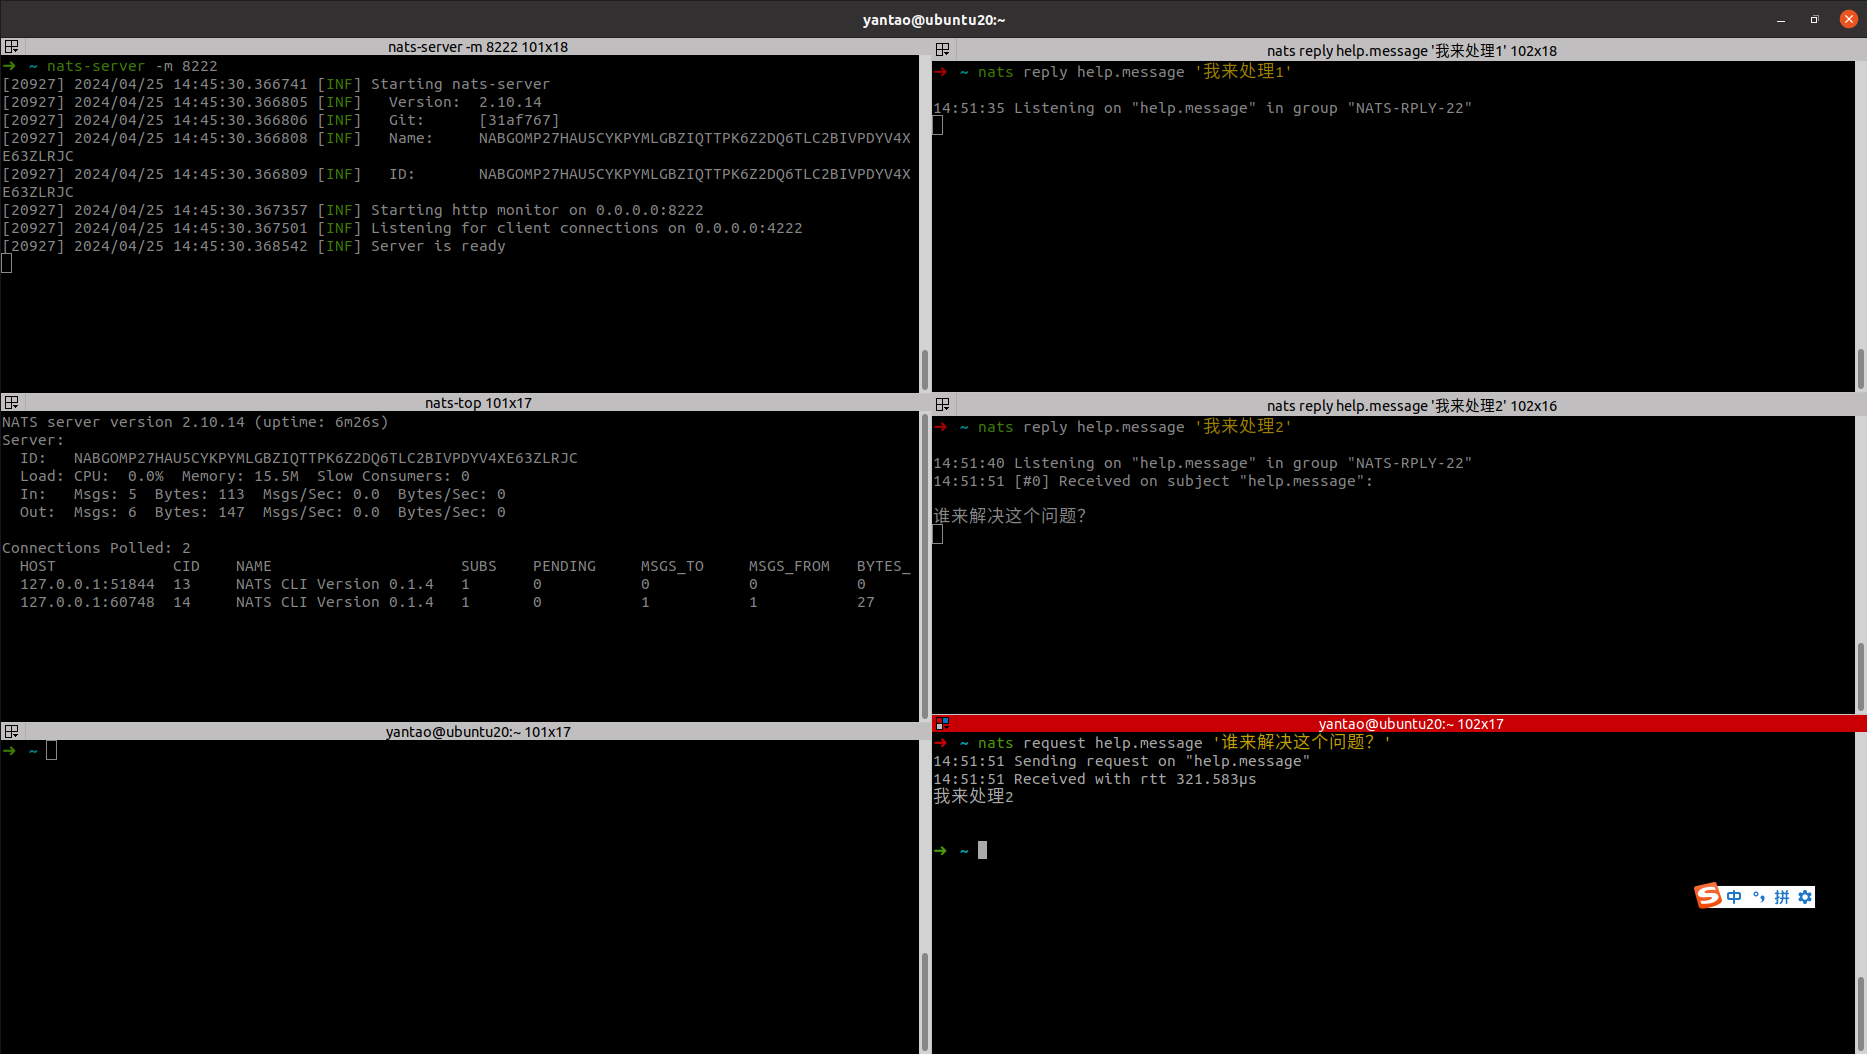 yantao@ubuntu20:~
nats-server -m 8222 101x18
➜ ~ nats-server -m 8222
[20927] 2024/04/25 14:45:30.366741 [INF] Starting nats-server
[20927] 2024/04/25 14:45:30.366805 [INF]   Version:  2.10.14
[20927] 2024/04/25 14:45:30.366806 [INF]   Git:      [31af767]
[20927] 2024/04/25 14:45:30.366808 [INF]   Name:     NABGOMP27HAU5CYKPYMLGBZIQTTPK6Z2DQ6TLC2BIVPDYV4X
E63ZLRJC
[20927] 2024/04/25 14:45:30.366809 [INF]   ID:       NABGOMP27HAU5CYKPYMLGBZIQTTPK6Z2DQ6TLC2BIVPDYV4X
E63ZLRJC
[20927] 2024/04/25 14:45:30.367357 [INF] Starting http monitor on 0.0.0.0:8222
[20927] 2024/04/25 14:45:30.367501 [INF] Listening for client connections on 0.0.0.0:4222
[20927] 2024/04/25 14:45:30.368542 [INF] Server is ready
nats-top 101x17
NATS server version 2.10.14 (uptime: 6m26s)
Server:
  ID:   NABGOMP27HAU5CYKPYMLGBZIQTTPK6Z2DQ6TLC2BIVPDYV4XE63ZLRJC
  Load: CPU:  0.0%  Memory: 15.5M  Slow Consumers: 0
  In:   Msgs: 5  Bytes: 113  Msgs/Sec: 0.0  Bytes/Sec: 0
  Out:  Msgs: 6  Bytes: 147  Msgs/Sec: 0.0  Bytes/Sec: 0
Connections Polled: 2
  HOST             CID    NAME                     SUBS    PENDING     MSGS_TO     MSGS_FROM   BYTES_
  127.0.0.1:51844  13     NATS CLI Version 0.1.4   1       0           0           0           0
  127.0.0.1:60748  14     NATS CLI Version 0.1.4   1       0           1           1           27
yantao@ubuntu20:~ 101x17
➜ ~
nats reply help.message '我来处理1' 102x18
➜ ~ nats reply help.message '我来处理1'
14:51:35 Listening on "help.message" in group "NATS-RPLY-22"
nats reply help.message '我来处理2' 102x16
➜ ~ nats reply help.message '我来处理2'
14:51:40 Listening on "help.message" in group "NATS-RPLY-22"
14:51:51 [#0] Received on subject "help.message":
谁来解决这个问题？
yantao@ubuntu20:~ 102x17
➜ ~ nats request help.message '谁来解决这个问题？'
14:51:51 Sending request on "help.message"
14:51:51 Received with rtt 321.583µs
我来处理2
➜ ~
S 中 °, 拼